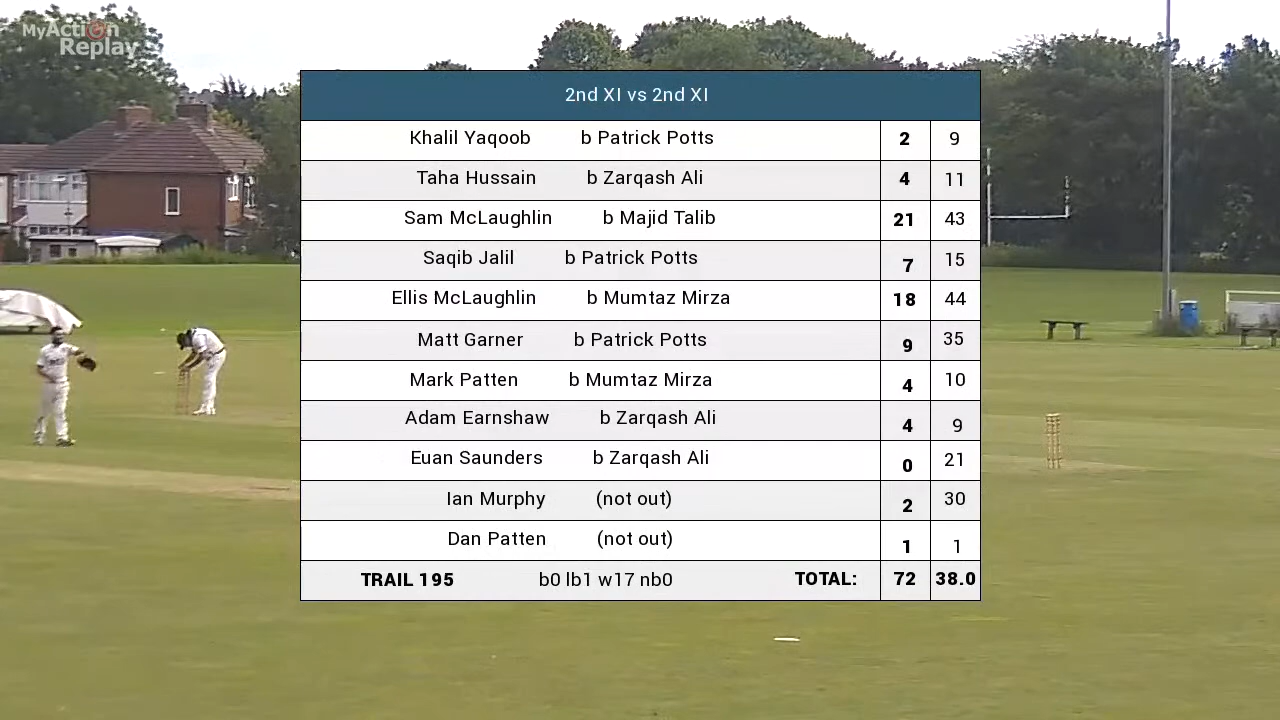 MyAction
Replay
2nd XI vs 2nd XI
Khalil Yaqoob b Patrick Potts 2 9
Taha Hussain b Zarqash Ali 4 11
Sam McLaughlin b Majid Talib 21 43
Saqib Jalil b Patrick Potts 7 15
Ellis McLaughlin b Mumtaz Mirza 18 44
Matt Garner b Patrick Potts 9 35
Mark Patten b Mumtaz Mirza 4 10
Adam Earnshaw b Zarqash Ali 4 9
Euan Saunders b Zarqash Ali 0 21
Ian Murphy (not out) 2 30
Dan Patten (not out) 1 1
TRAIL 195 b0 lb1 w17 nb0 TOTAL: 72 38.0